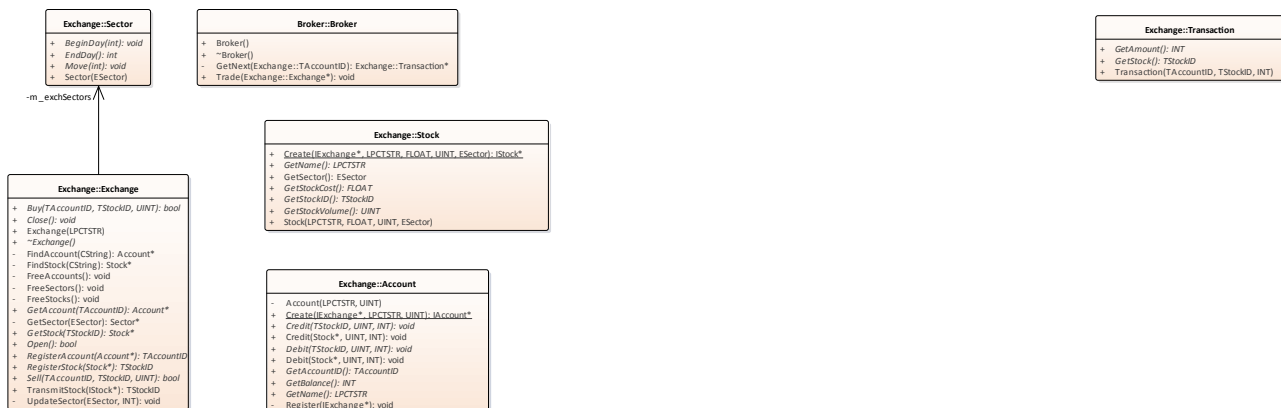 Exchange::Sector
+ BeginDay(int): void
+ EndDay(): int
+ Move(int): void
+ Sector(ESector)
Broker::Broker
+ Broker()
+ ~Broker()
- GetNext(Exchange::TAccountID): Exchange::Transaction*
+ Trade(Exchange::Exchange*): void
Exchange::Transaction
+ GetAmount(): INT
+ GetStock(): TStockID
+ Transaction(TAccountID, TStockID, INT)
-m_exchSectors
Exchange::Stock
+ Create(IExchange*, LPCTSTR, FLOAT, UINT, ESector): IStock*
+ GetName(): LPCTSTR
+ GetSector(): ESector
+ GetStockCost(): FLOAT
+ GetStockID(): TStockID
+ GetStockVolume(): UINT
+ Stock(LPCTSTR, FLOAT, UINT, ESector)
Exchange::Exchange
+ Buy(TAccountID, TStockID, UINT): bool
+ Close(): void
+ Exchange(LPCTSTR)
+ ~Exchange()
- FindAccount(CString): Account*
- FindStock(CString): Stock*
- FreeAccounts(): void
- FreeSectors(): void
- FreeStocks(): void
+ GetAccount(TAccountID): Account*
- GetSector(ESector): Sector*
+ GetStock(TStockID): Stock*
+ Open(): bool
+ RegisterAccount(Account*): TAccountID
+ RegisterStock(Stock*): TStockID
+ Sell(TAccountID, TStockID, UINT): bool
+ TransmitStock(IStock*): TStockID
- UpdateSector(ESector, INT): void
Exchange::Account
- Account(LPCTSTR, UINT)
+ Create(IExchange*, LPCTSTR, UINT): IAccount*
+ Credit(TStockID, UINT, INT): void
+ Credit(Stock*, UINT, INT): void
+ Debit(TStockID, UINT, INT): void
+ Debit(Stock*, UINT, INT): void
+ GetAccountID(): TAccountID
+ GetBalance(): INT
+ GetName(): LPCTSTR
- Register(IExchange*): void